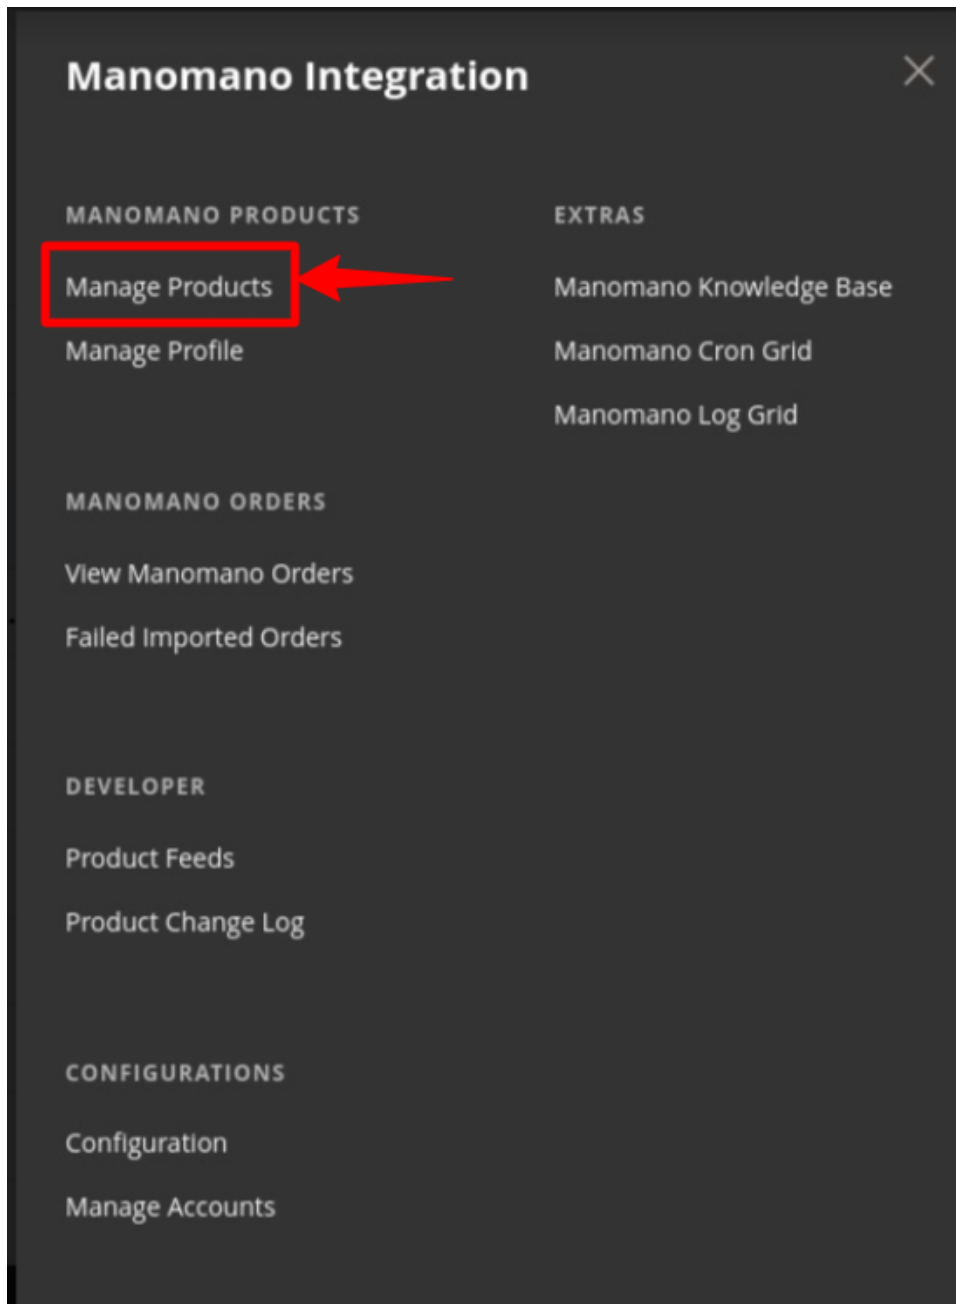 Manomano Integration
MANOMANO PRODUCTS
Manage Products
Manage Profile
EXTRAS
Manomano Knowledge Base
Manomano Cron Grid
Manomano Log Grid
MANOMANO ORDERS
View Manomano Orders
Failed Imported Orders
DEVELOPER
Product Feeds
Product Change Log
CONFIGURATIONS
Configuration
Manage Accounts